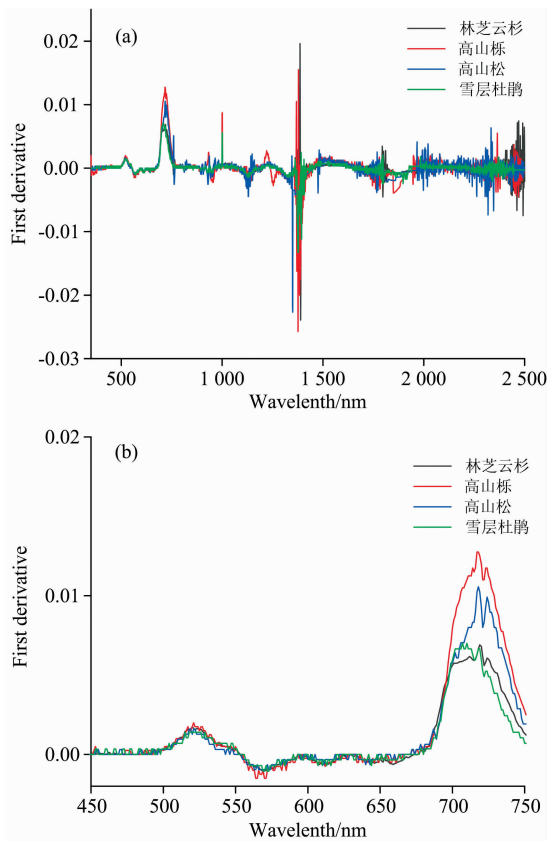 (a)
林芝云杉
高山栎
高山松
雪层杜鹃
0.02
0.01
0.00
-0.01
-0.02
-0.03
First derivative
500
1 000
1 500
2 000
2 500
Wavelenth/nm
(b)
林芝云杉
高山栎
高山松
雪层杜鹃
0.02
0.01
0.00
First derivative
450
500
550
600
650
700
750
Wavelenth/nm